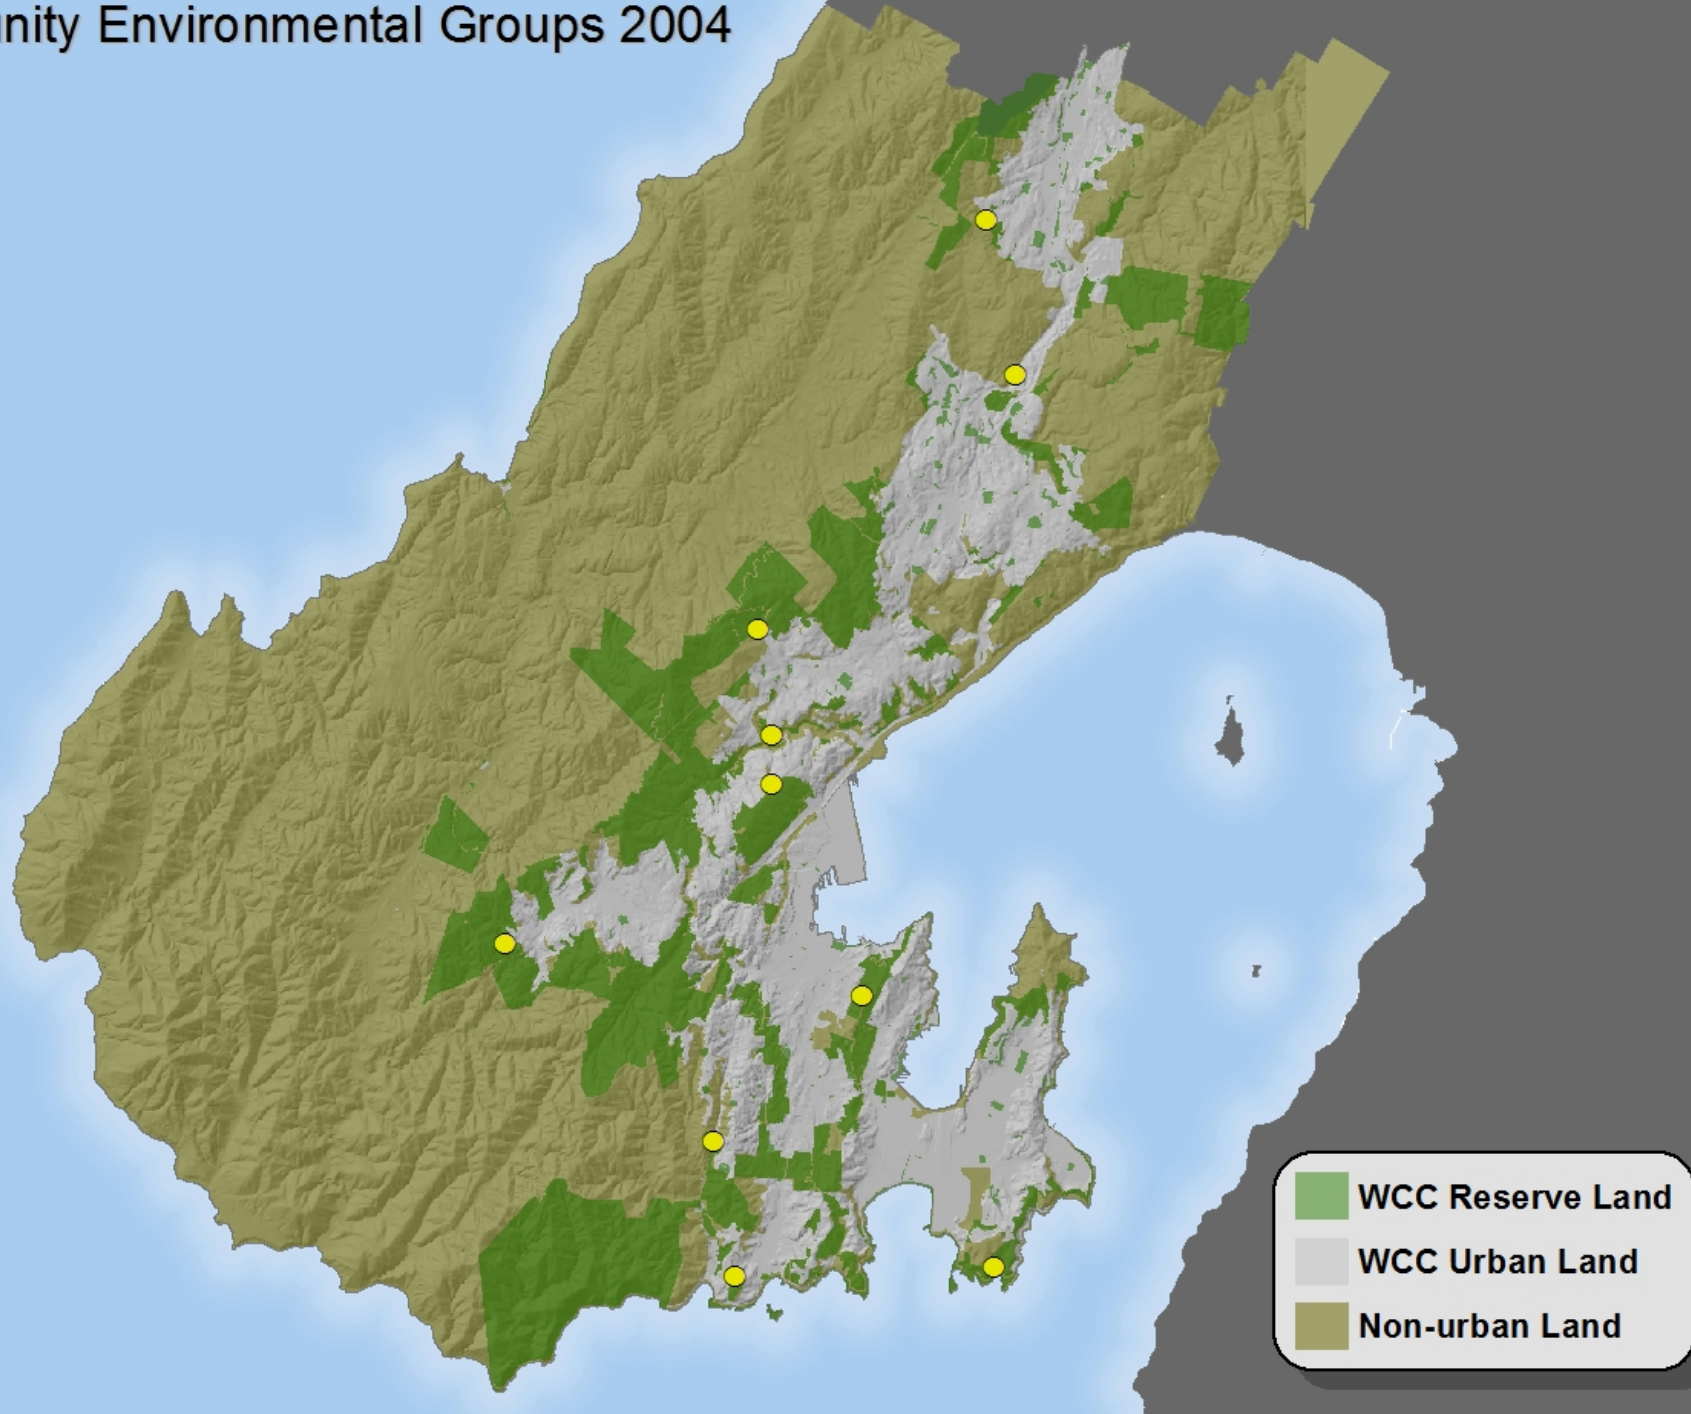 nity Environmental Groups 2004
WCC Reserve Land
WCC Urban Land
Non-urban Land